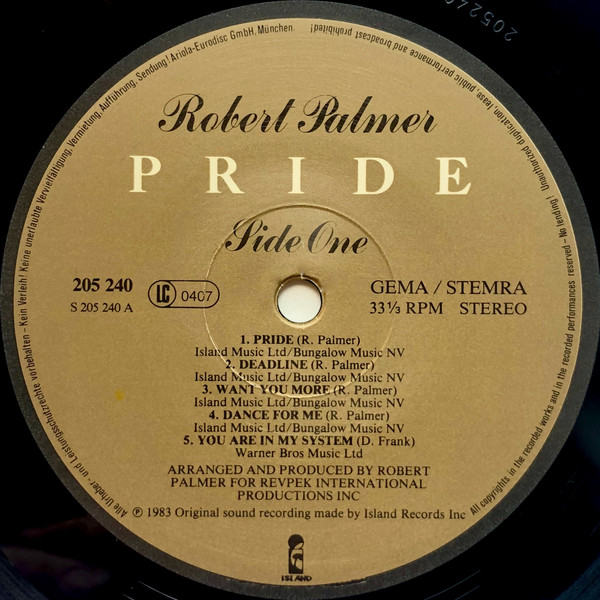 Alle Urheber - und Leistungsschutzrechte vorbehalten - Kein Verleih! Keine unerlaubte Vervielfältigung, Vermietung, Aufführung, Sendung! Ariola-Eurodisc GmbH, München.
All copyrights in the recorded works and in the recorded performances reserved - No lending! Unauthorized duplication, lease, public performance and broadcast prohibited!
20524
Robert Palmer
PRIDE
Side One
205 240
S 205 240 A
LC 0407
GEMA / STEMRA
33 1/3 RPM STEREO
1. PRIDE (R. Palmer)
Island Music Ltd/Bungalow Music NV
2. DEADLINE (R. Palmer)
Island Music Ltd/Bungalow Music NV
3. WANT YOU MORE (R. Palmer)
Island Music Ltd/Bungalow Music NV
4. DANCE FOR ME (R. Palmer)
Island Music Ltd/Bungalow Music NV
5. YOU ARE IN MY SYSTEM (D. Frank)
Warner Bros Music Ltd
ARRANGED AND PRODUCED BY ROBERT
PALMER FOR REVPEK INTERNATIONAL
PRODUCTIONS INC
℗ 1983 Original sound recording made by Island Records Inc
ISLAND